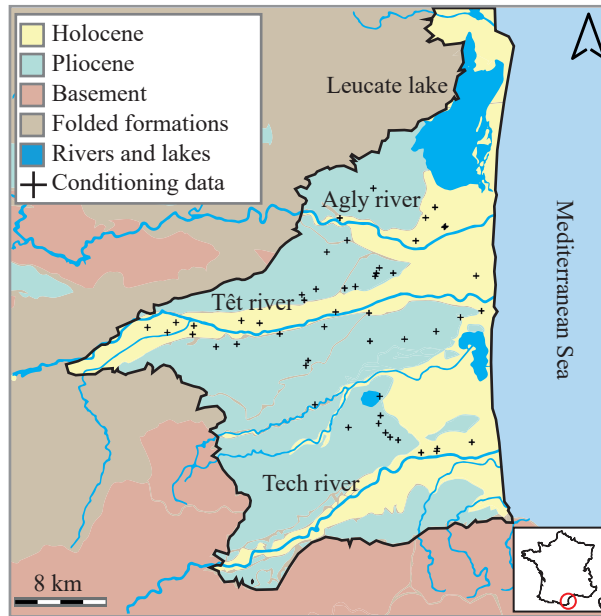 Holocene
Pliocene
Basement
Folded formations
Rivers and lakes
Conditioning data
Leucate lake
Agly river
Mediterranean Sea
Têt river
Tech river
8 km